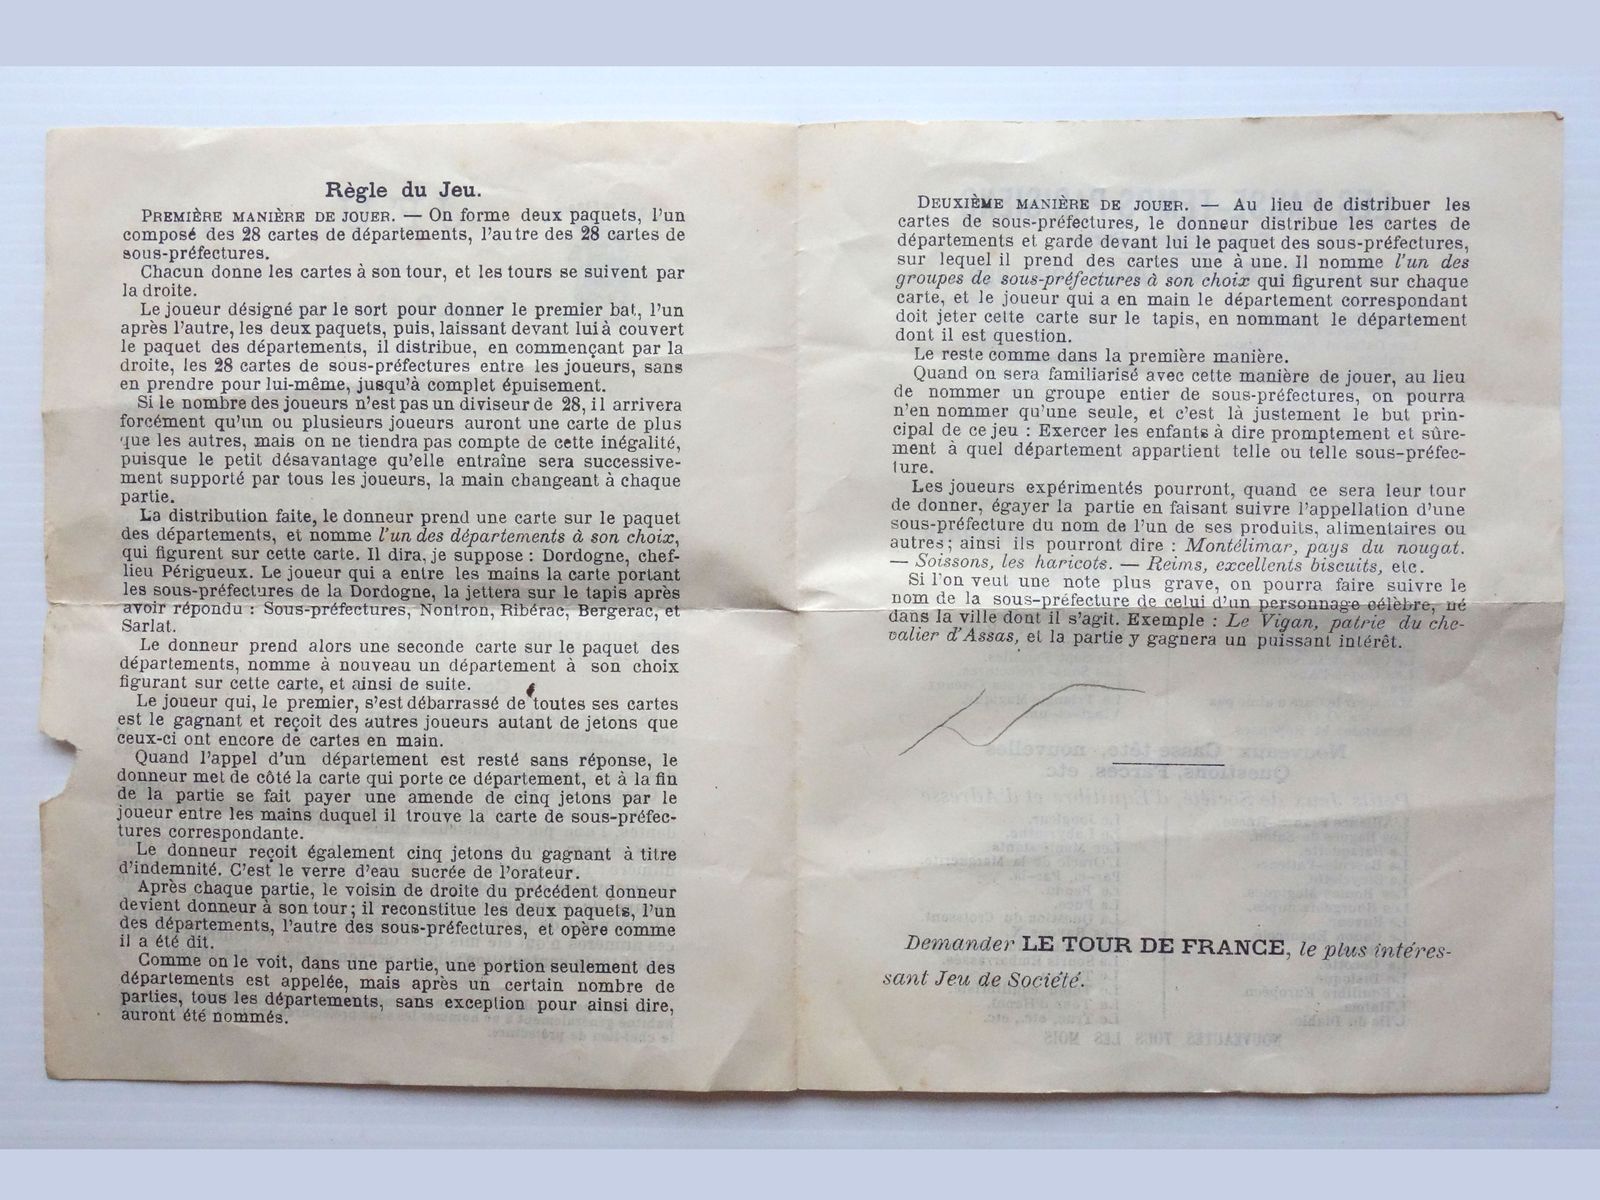 Règle du Jeu.
PREMIÈRE MANIÈRE DE JOUER. — On forme deux paquets, l'un
composé des 28 cartes de départements, l'autre des 28 cartes de
sous-préfectures.
Chacun donne les cartes à son tour, et les tours se suivent par
la droite.
Le joueur désigné par le sort pour donner le premier bat, l'un
après l'autre, les deux paquets, puis, laissant devant lui à couvert
le paquet des départements, il distribue, en commençant par la
droite, les 28 cartes de sous-préfectures entre les joueurs, sans
en prendre pour lui-même, jusqu'à complet épuisement.
Si le nombre des joueurs n'est pas un diviseur de 28, il arrivera
forcément qu'un ou plusieurs joueurs auront une carte de plus
que les autres, mais on ne tiendra pas compte de cette inégalité,
puisque le petit désavantage qu'elle entraîne sera successive-
ment supporté par tous les joueurs, la main changeant à chaque
partie.
La distribution faite, le donneur prend une carte sur le paquet
des départements, et nomme l'un des départements à son choix,
qui figurent sur cette carte. Il dira, je suppose : Dordogne, chef-
lieu Périgueux. Le joueur qui a entre les mains la carte portant
les sous-préfectures de la Dordogne, la jettera sur le tapis après
avoir répondu : Sous-préfectures, Nontron, Ribérac, Bergerac, et
Sarlat.
Le donneur prend alors une seconde carte sur le paquet des
départements, nomme à nouveau un département à son choix
figurant sur cette carte, et ainsi de suite.
Le joueur qui, le premier, s'est débarrassé de toutes ses cartes
est le gagnant et reçoit des autres joueurs autant de jetons que
ceux-ci ont encore de cartes en main.
Quand l'appel d'un département est resté sans réponse, le
donneur met de côté la carte qui porte ce département, et à la fin
de la partie se fait payer une amende de cinq jetons par le
joueur entre les mains duquel il trouve la carte de sous-préfec-
tures correspondante.
Le donneur reçoit également cinq jetons du gagnant à titre
d'indemnité. C'est le verre d'eau sucrée de l'orateur.
Après chaque partie, le voisin de droite du précédent donneur
devient donneur à son tour; il reconstitue les deux paquets, l'un
des départements, l'autre des sous-préfectures, et opère comme
il a été dit.
Comme on le voit, dans une partie, une portion seulement des
départements est appelée, mais après un certain nombre de
parties, tous les départements, sans exception pour ainsi dire,
auront été nommés.
DEUXIÈME MANIÈRE DE JOUER. — Au lieu de distribuer les
cartes de sous-préfectures, le donneur distribue les cartes de
départements et garde devant lui le paquet des sous-préfectures,
sur lequel il prend des cartes une à une. Il nomme l'un des
groupes de sous-préfectures à son choix qui figurent sur chaque
carte, et le joueur qui a en main le département correspondant
doit jeter cette carte sur le tapis, en nommant le département
dont il est question.
Le reste comme dans la première manière.
Quand on sera familiarisé avec cette manière de jouer, au lieu
de nommer un groupe entier de sous-préfectures, on pourra
n'en nommer qu'une seule, et c'est là justement le but prin-
cipal de ce jeu : Exercer les enfants à dire promptement et sûre-
ment à quel département appartient telle ou telle sous-préfec-
ture.
Les joueurs expérimentés pourront, quand ce sera leur tour
de donner, égayer la partie en faisant suivre l'appellation d'une
sous-préfecture du nom de l'un de ses produits, alimentaires ou
autres; ainsi ils pourront dire : Montélimar, pays du nougat.
— Soissons, les haricots. — Reims, excellents biscuits, etc.
Si l'on veut une note plus grave, on pourra faire suivre le
nom de la sous-préfecture de celui d'un personnage célèbre, né
dans la ville dont il s'agit. Exemple : Le Vigan, patrie du che-
valier d'Assas, et la partie y gagnera un puissant intérêt.
Demander LE TOUR DE FRANCE, le plus intéres-
sant Jeu de Société.